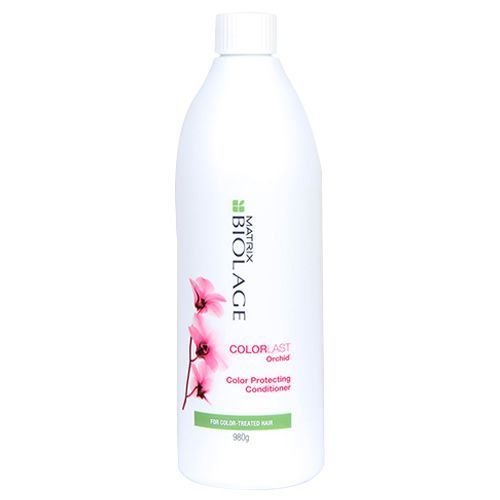 MATRIX
BIOLAGE
COLORLAST
Orchid
Color Protecting
Conditioner
FOR COLOR-TREATED HAIR
980g